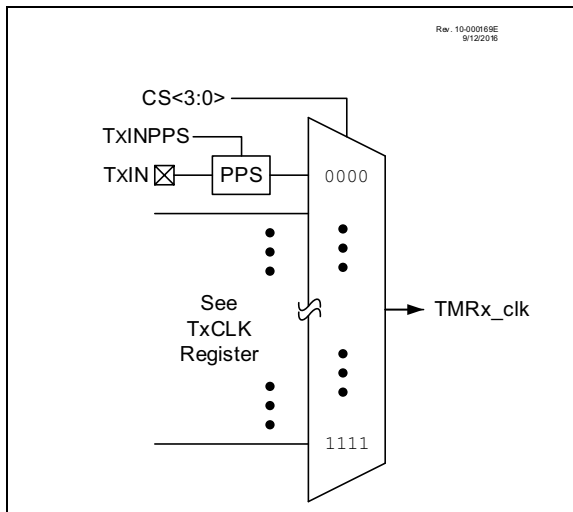 Rev. 10-000169E
9/12/2016
CS<3:0>
TxINPPS
TxIN
PPS
0000
See
TxCLK
Register
TMRx_clk
1111